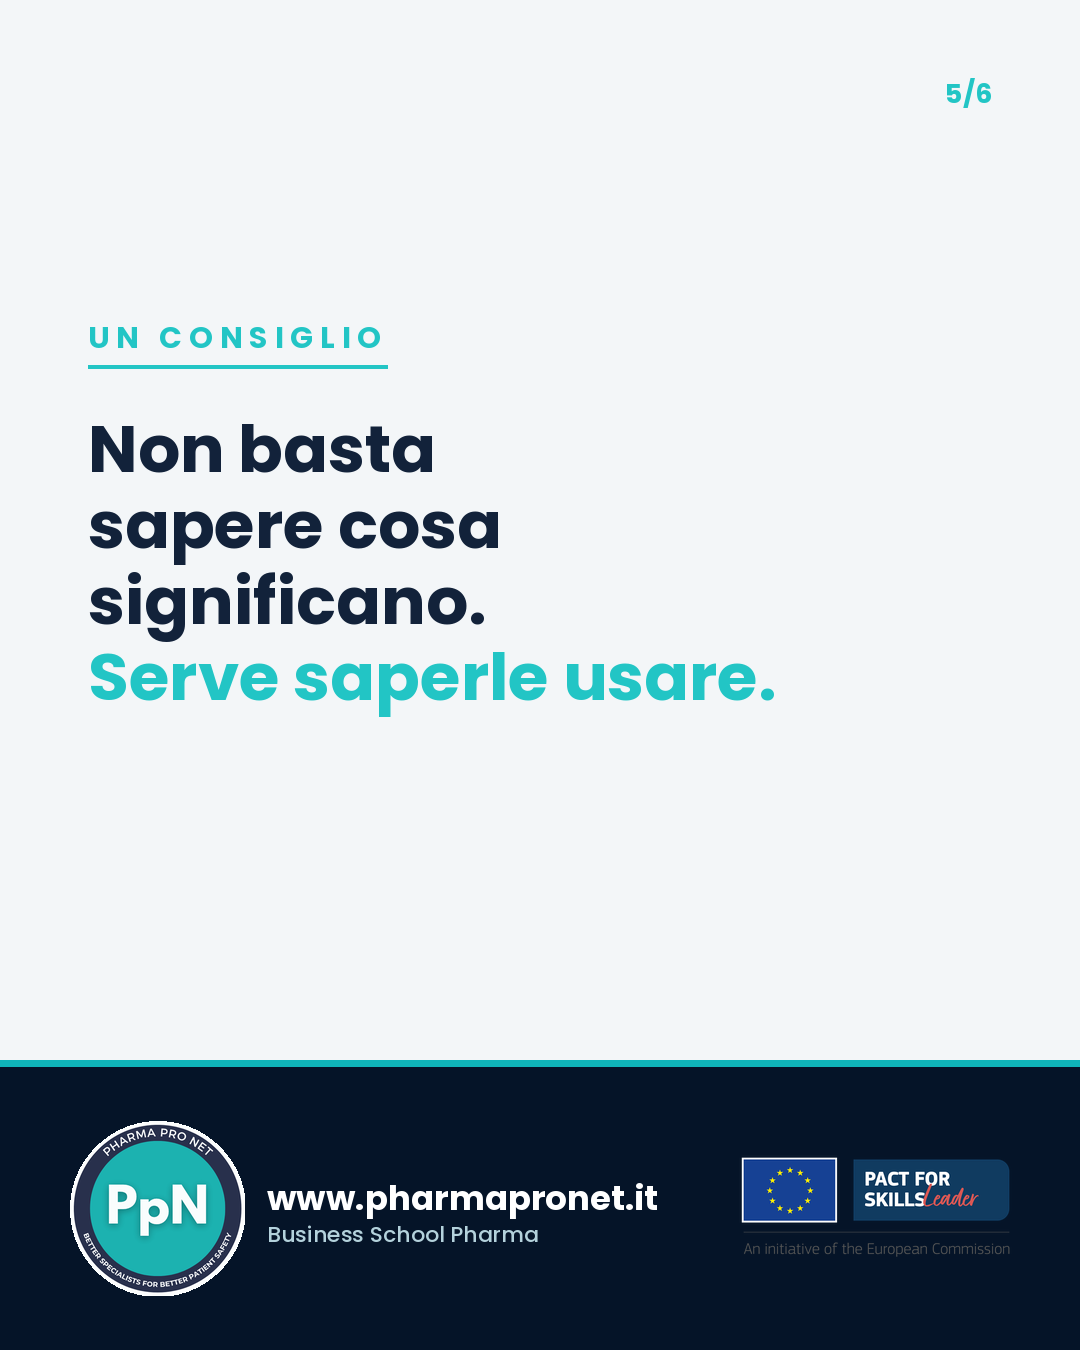 5/6
UN CONSIGLIO
Non basta
sapere cosa
significano.
Serve saperle usare.
PHARMA PRO NET
PpN
BETTER SPECIALISTS FOR BETTER PATIENT SAFETY
www.pharmapronet.it
Business School Pharma
PACT FOR
SKILLS Leader
An initiative of the European Commission